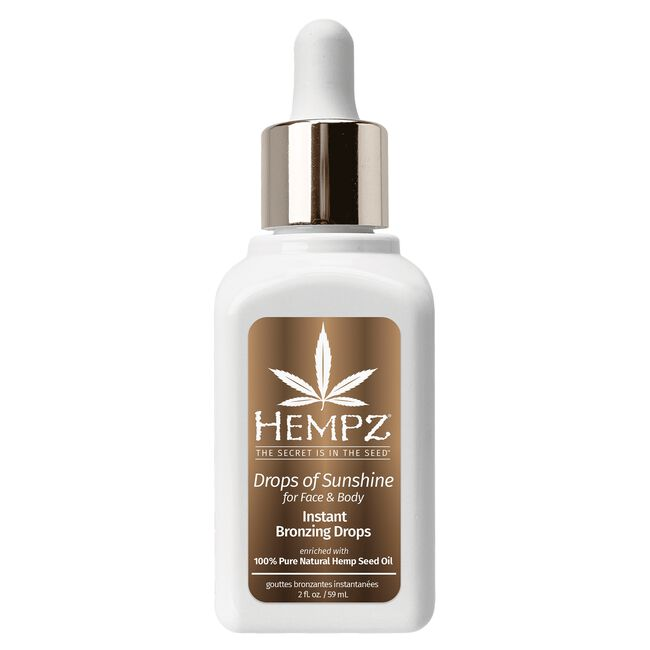 HEMPZ®
THE SECRET IS IN THE SEED™
Drops of Sunshine
for Face & Body
Instant
Bronzing Drops
enriched with
100% Pure Natural Hemp Seed Oil
gouttes bronzantes instantanées
2 fl. oz. / 59 mL